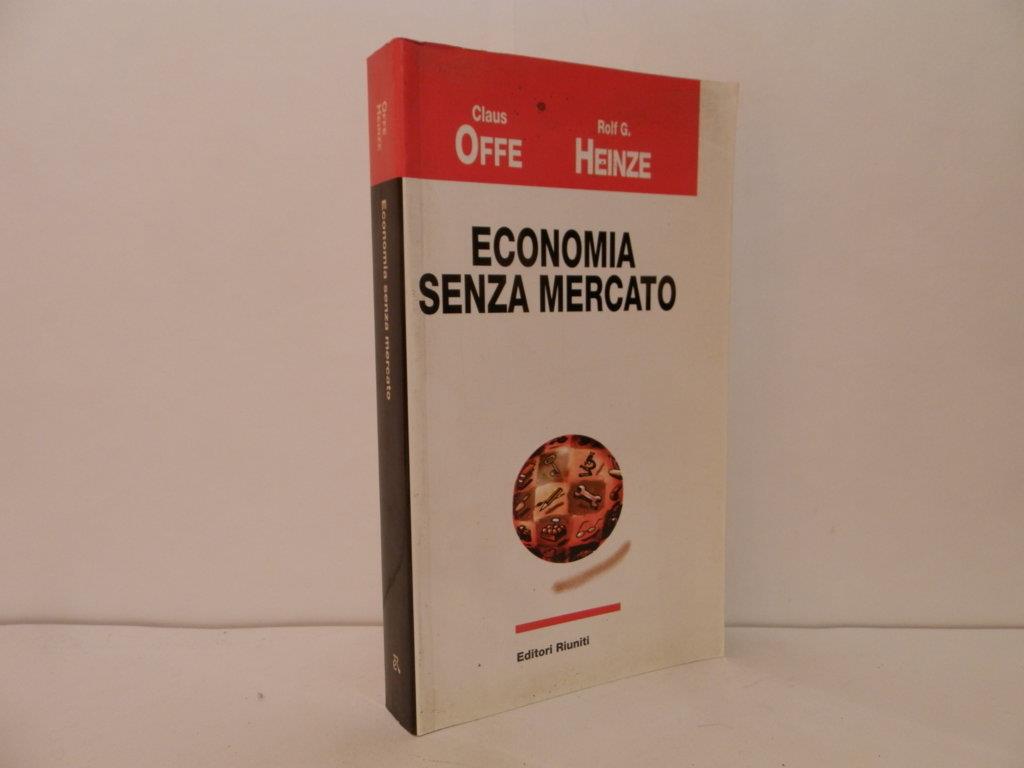 Claus
OFFE
Rolf G.
HEINZE
ECONOMIA
SENZA MERCATO
Editori Riuniti
OFFE
HEINZE
Economia senza mercato